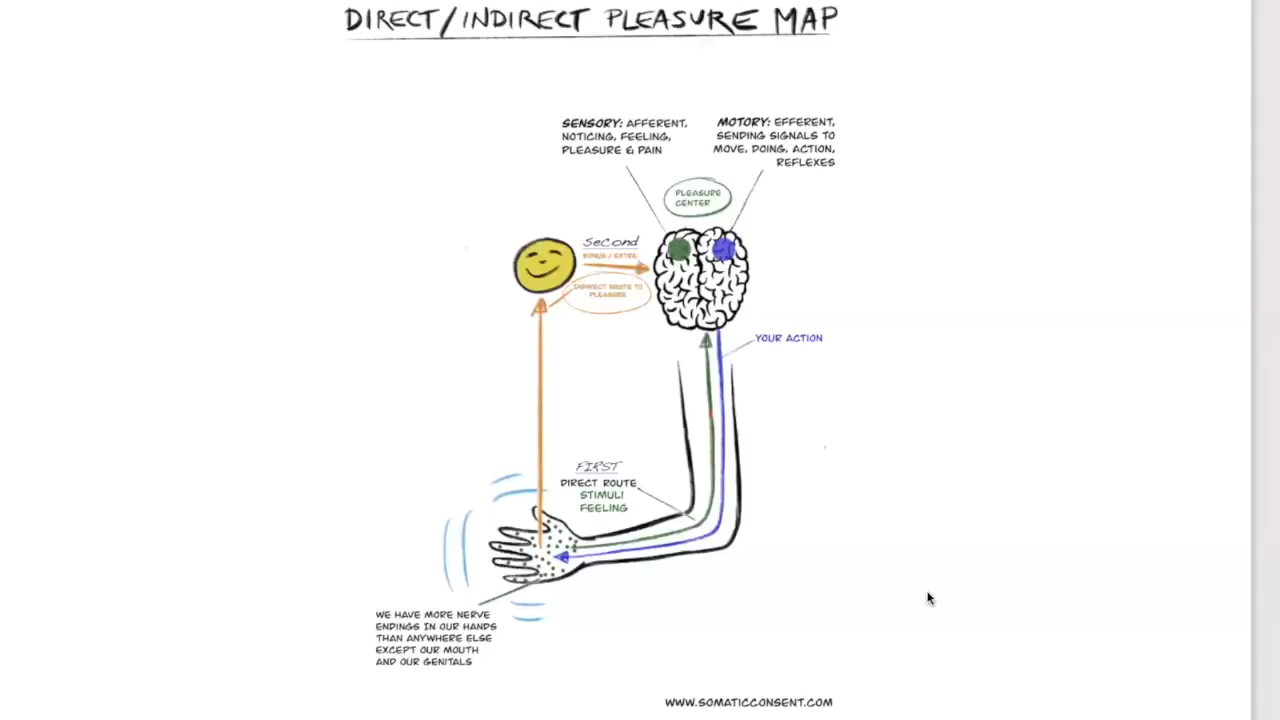 DIRECT/INDIRECT PLEASURE MAP
SENSORY: AFFERENT,
NOTICING, FEELING,
PLEASURE & PAIN
MOTORY: EFFERENT,
SENDING SIGNALS TO
MOVE, DOING, ACTION,
REFLEXES
PLEASURE
CENTER
Second
BONUS / EXTRA
INDIRECT ROUTE TO
PLEASURE
YOUR ACTION
FIRST
DIRECT ROUTE
STIMULI
FEELING
WE HAVE MORE NERVE
ENDINGS IN OUR HANDS
THAN ANYWHERE ELSE
EXCEPT OUR MOUTH
AND OUR GENITALS
WWW.SOMATICCONSENT.COM